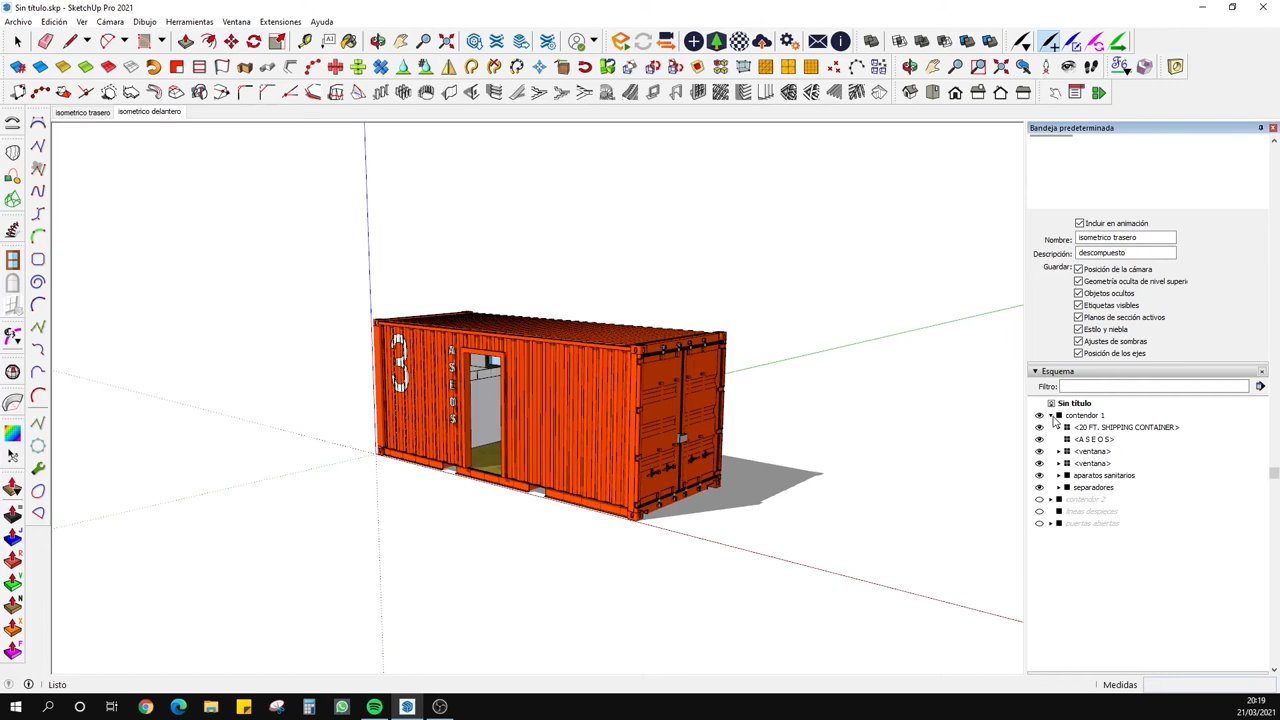 Sin título.skp - SketchUp Pro 2021
Archivo Edición Ver Cámara Dibujo Herramientas Ventana Extensiones Ayuda
isometrico trasero isometrico delantero
Bandeja predeterminada
Incluir en animación
Nombre: isometrico trasero
Descripción: descompuesto
Guardar: Posición de la cámara
Geometría oculta de nivel superi
Objetos ocultos
Etiquetas visibles
Planos de sección activos
Estilo y niebla
Ajustes de sombras
Posición de los ejes
Esquema
Filtro:
Sin título
contendor 1
<20 FT. SHIPPING CONTAINER>
<A S E O S>
<ventana>
<ventana>
aparatos sanitarios
separadores
contendor 2
lineas despieces
puertas abiertas
3
A
S
E
O
S
Listo
Medidas
20:19
21/03/2021